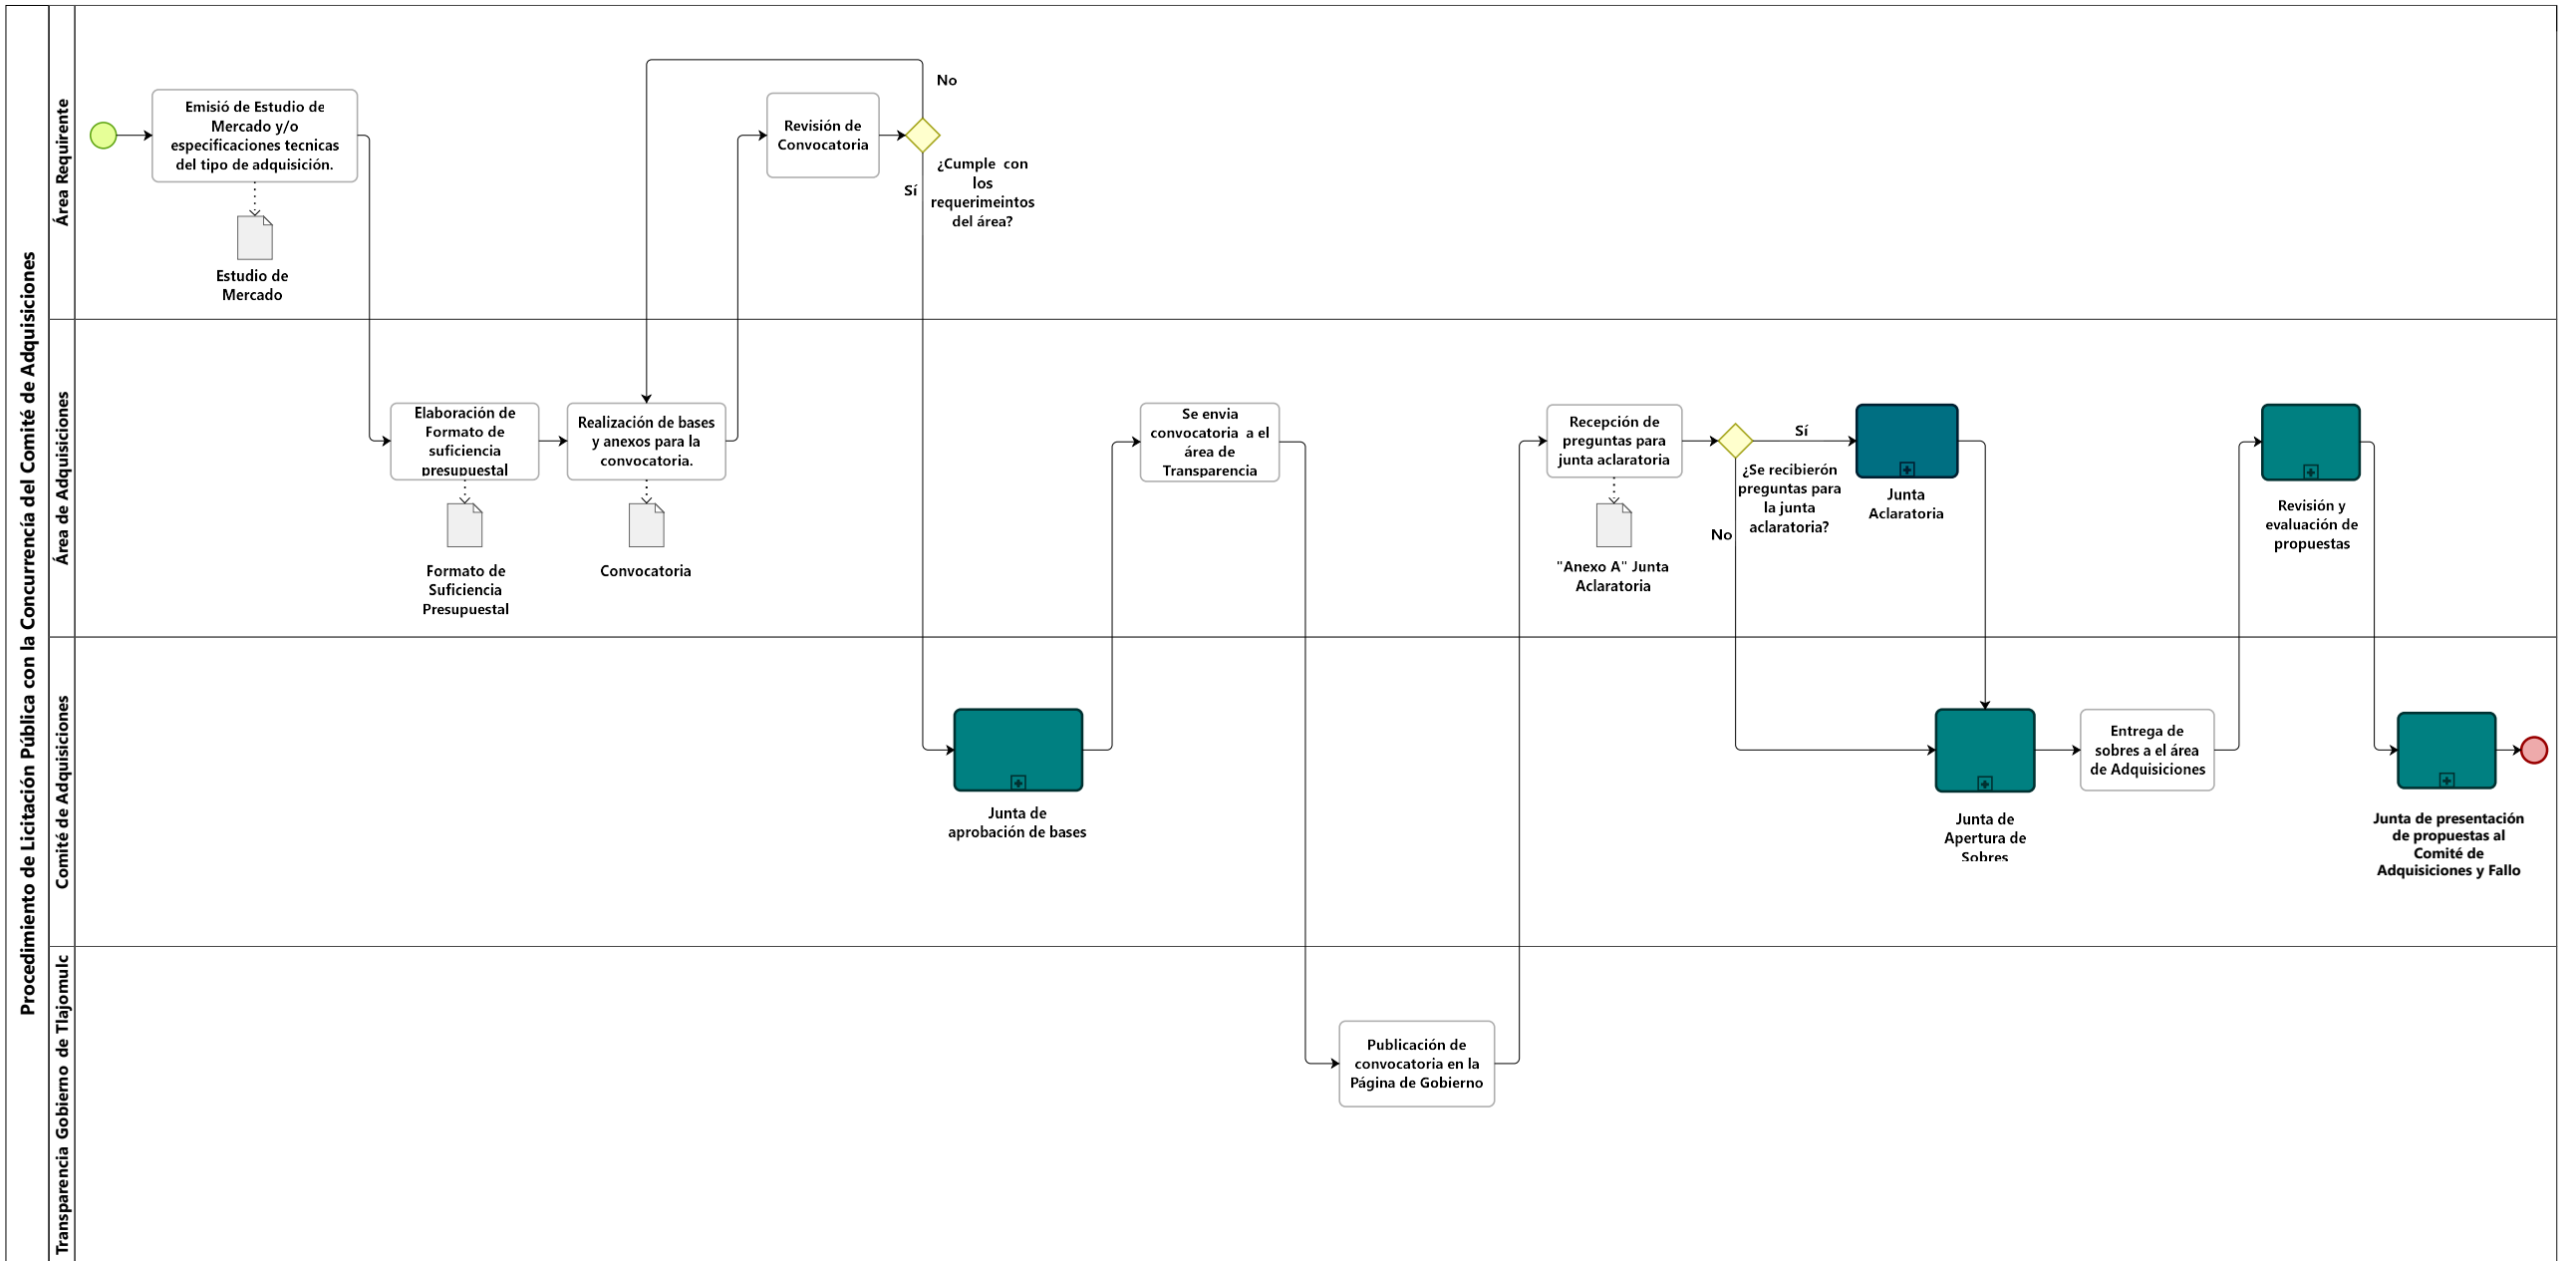 Procedimiento de Licitación Pública con la Concurrencía del Comité de Adquisiciones
Área Requirente
Emisió de Estudio de
Mercado y/o
especificaciones tecnicas
del tipo de adquisición.
Estudio de
Mercado
Revisión de
Convocatoria
No
¿Cumple con
los
requerimeintos
del área?
Sí
Área de Adquisiciones
Elaboración de
Formato de
suficiencia
presupuestal
Formato de
Suficiencia
Presupuestal
Realización de bases
y anexos para la
convocatoria.
Convocatoria
Se envia
convocatoria a el
área de
Transparencia
Recepción de
preguntas para
junta aclaratoria
"Anexo A" Junta
Aclaratoria
Sí
¿Se recibierón
preguntas para
la junta
aclaratoria?
No
Junta
Aclaratoria
Revisión y
evaluación de
propuestas
Comité de Adquisiciones
Junta de
aprobación de bases
Junta de
Apertura de
Sobres
Entrega de
sobres a el área
de Adquisiciones
Junta de presentación
de propuestas al
Comité de
Adquisiciones y Fallo
Transparencia Gobierno de Tlajomulc
Publicación de
convocatoria en la
Página de Gobierno